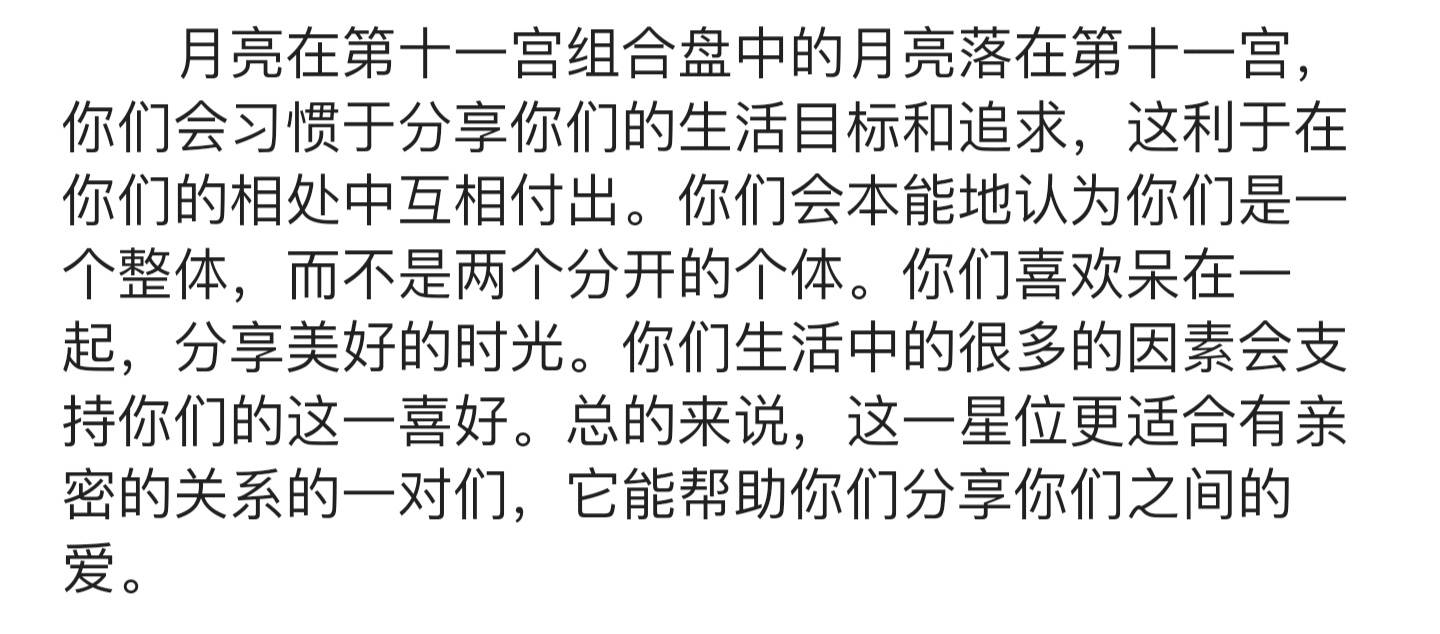 月亮在第十一宫组合盘中的月亮落在第十一宫，
你们会习惯于分享你们的生活目标和追求，这利于在
你们的相处中互相付出。你们会本能地认为你们是一
个整体，而不是两个分开的个体。你们喜欢呆在一
起，分享美好的时光。你们生活中的很多的因素会支
持你们的这一喜好。总的来说，这一星位更适合有亲
密的关系的一对们，它能帮助你们分享你们之间的
爱。